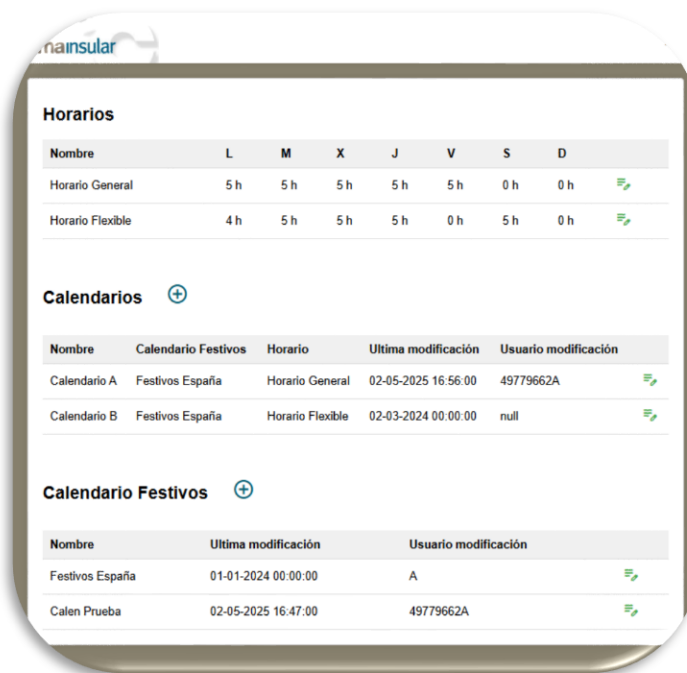 mainsular
Horarios
Nombre L M X J V S D
Horario General 5 h 5 h 5 h 5 h 5 h 0 h 0 h
Horario Flexible 4 h 5 h 5 h 5 h 0 h 5 h 0 h
Calendarios
Nombre Calendario Festivos Horario Ultima modificación Usuario modificación
Calendario A Festivos España Horario General 02-05-2025 16:56:00 49779662A
Calendario B Festivos España Horario Flexible 02-03-2024 00:00:00 null
Calendario Festivos
Nombre Ultima modificación Usuario modificación
Festivos España 01-01-2024 00:00:00 A
Calen Prueba 02-05-2025 16:47:00 49779662A